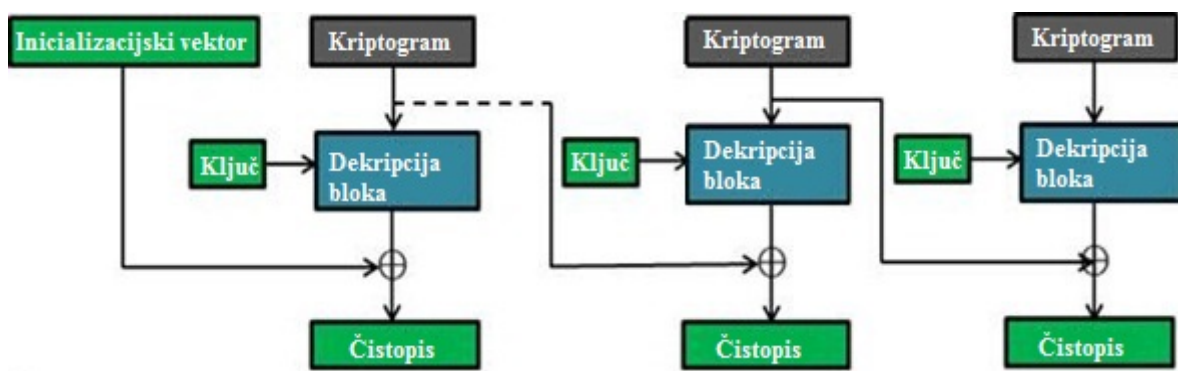 Inicializacijski vektor
Kriptogram
Kriptogram
Kriptogram
Ključ
Dekripcija
bloka
Ključ
Dekripcija
bloka
Ključ
Dekripcija
bloka
Čistopis
Čistopis
Čistopis